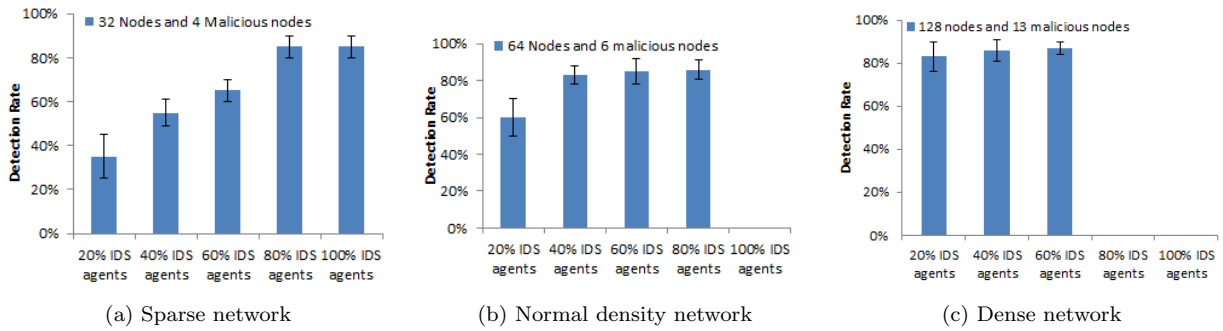 100%
80%
60%
40%
20%
0%
Detection Rate
32 Nodes and 4 Malicious nodes
20% IDS agents
40% IDS agents
60% IDS agents
80% IDS agents
100% IDS agents
(a) Sparse network
100%
80%
60%
40%
20%
0%
Detection Rate
64 Nodes and 6 malicious nodes
20% IDS agents
40% IDS agents
60% IDS agents
80% IDS agents
100% IDS agents
(b) Normal density network
100%
80%
60%
40%
20%
0%
Detection Rate
128 nodes and 13 malicious nodes
20% IDS agents
40% IDS agents
60% IDS agents
80% IDS agents
100% IDS agents
(c) Dense network